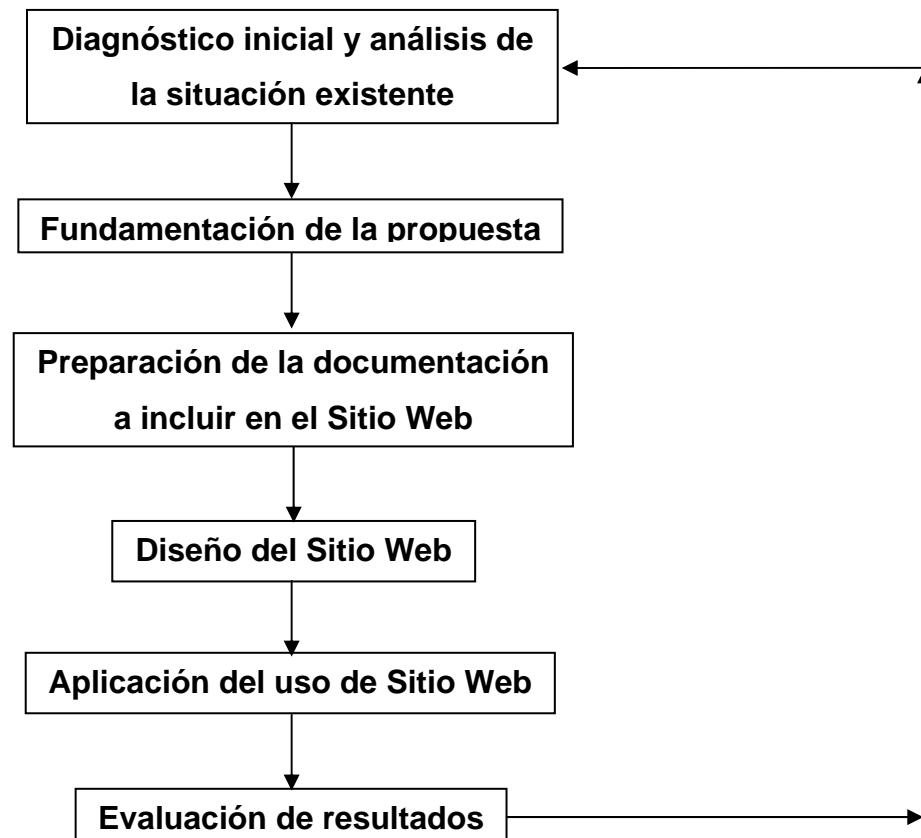 Diagnóstico inicial y análisis de
la situación existente
Fundamentación de la propuesta
Preparación de la documentación
a incluir en el Sitio Web
Diseño del Sitio Web
Aplicación del uso de Sitio Web
Evaluación de resultados